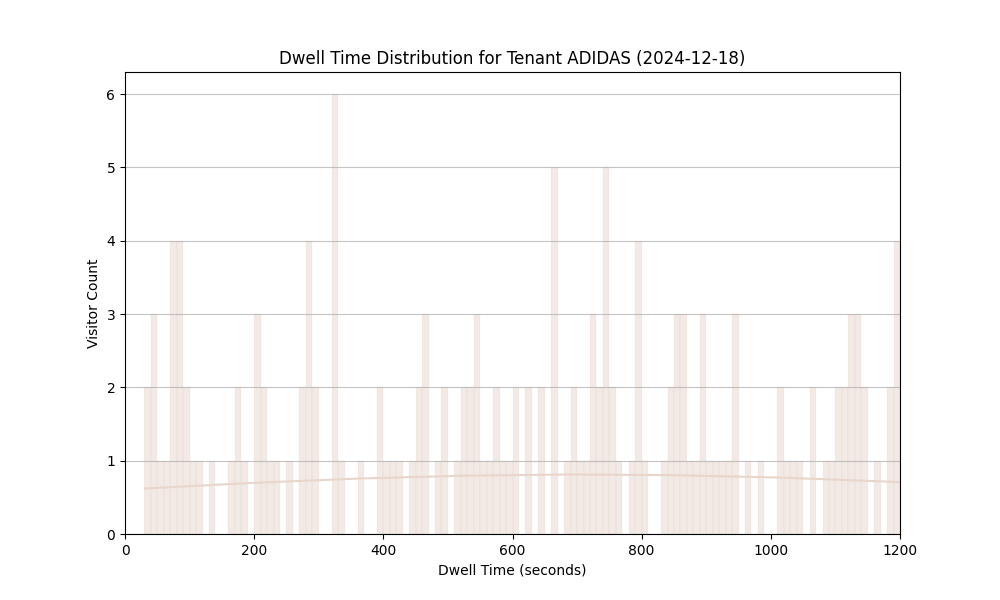 Dwell Time Distribution for Tenant ADIDAS (2024-12-18)
Visitor Count
6
5
4
3
2
1
0
0 200 400 600 800 1000 1200
Dwell Time (seconds)